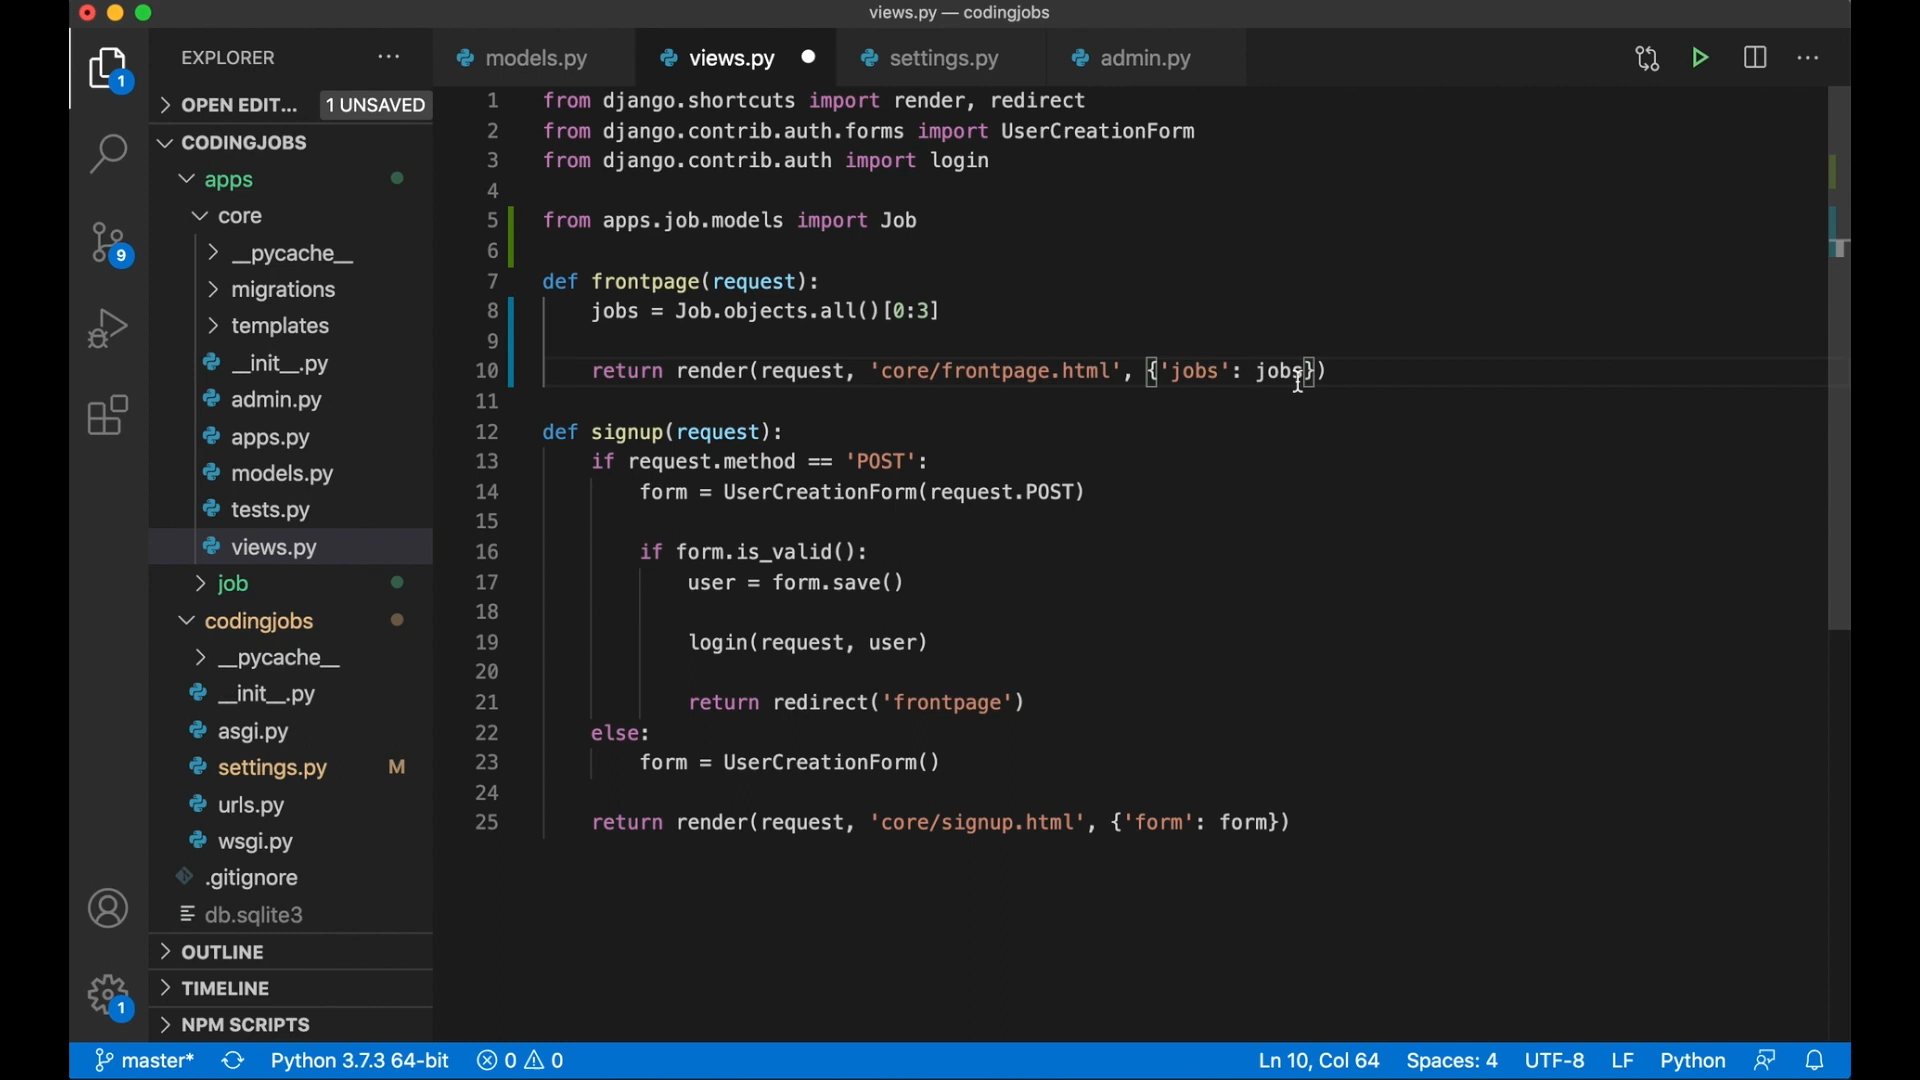 views.py — codingjobs
EXPLORER
OPEN EDIT... 1 UNSAVED
CODINGJOBS
apps
core
__pycache__
migrations
templates
__init__.py
admin.py
apps.py
models.py
tests.py
views.py
job
codingjobs
__pycache__
__init__.py
asgi.py
settings.py M
urls.py
wsgi.py
.gitignore
db.sqlite3
OUTLINE
TIMELINE
NPM SCRIPTS
1
9
1
models.py views.py settings.py admin.py
1 from django.shortcuts import render, redirect
2 from django.contrib.auth.forms import UserCreationForm
3 from django.contrib.auth import login
4
5 from apps.job.models import Job
6
7 def frontpage(request):
8 jobs = Job.objects.all()[0:3]
9
10 return render(request, 'core/frontpage.html', {'jobs': jobs})
11
12 def signup(request):
13 if request.method == 'POST':
14 form = UserCreationForm(request.POST)
15
16 if form.is_valid():
17 user = form.save()
18
19 login(request, user)
20
21 return redirect('frontpage')
22 else:
23 form = UserCreationForm()
24
25 return render(request, 'core/signup.html', {'form': form})
master* Python 3.7.3 64-bit 0 0 Ln 10, Col 64 Spaces: 4 UTF-8 LF Python